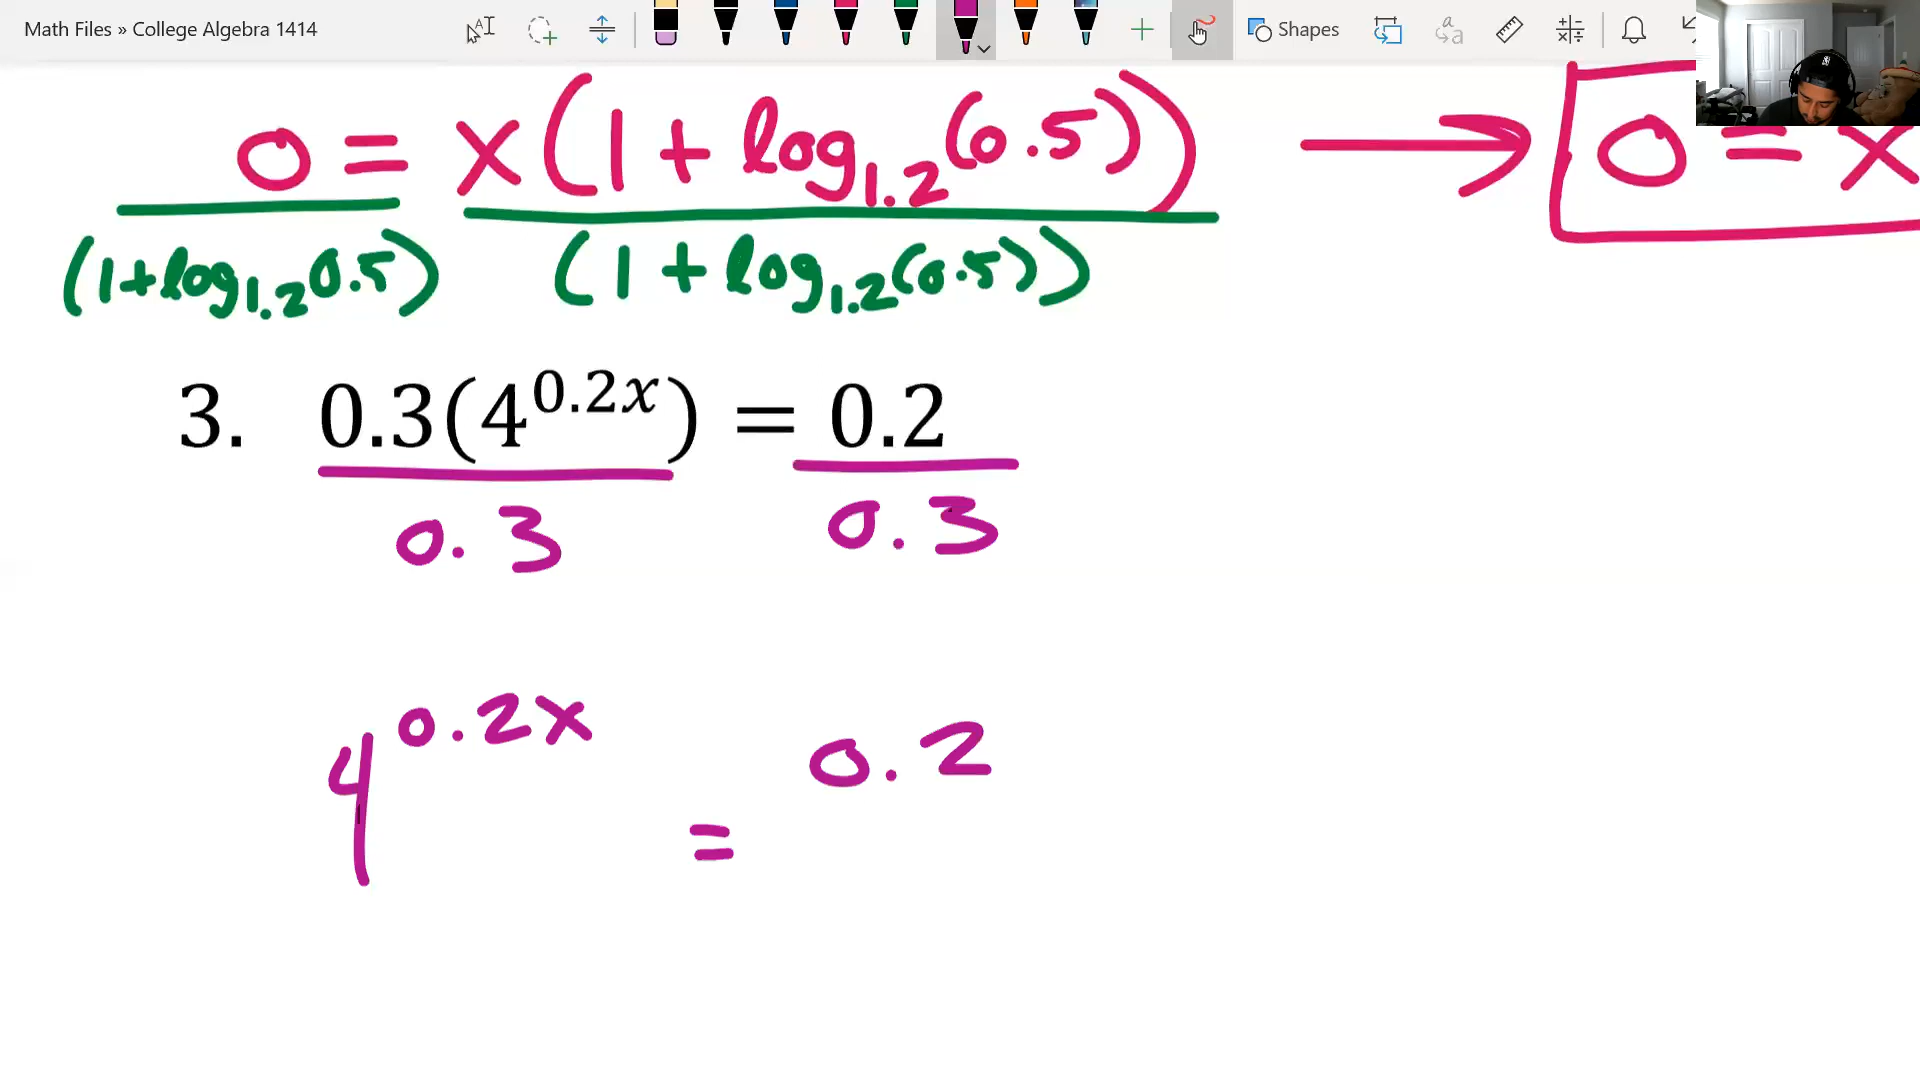 Math Files » College Algebra 1414
Shapes
0 = x(1 + log₁.₂(0.5)) → 0 = x
(1+log₁.₂0.5) (1 + log₁.₂(0.5))
3. 0.3(4^{0.2x}) = 0.2
0.3 0.3
4^{0.2x} = 0.2